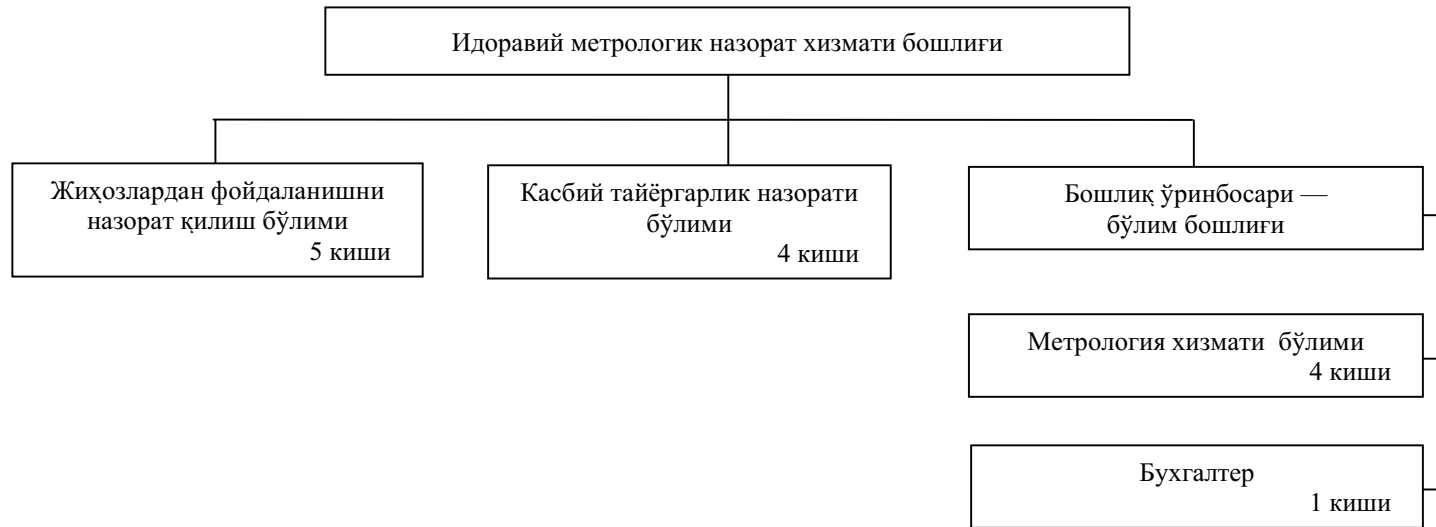 Идоравий метрологик назорат хизмати бошлиғи
Жиҳозлардан фойдаланишни
назорат қилиш бўлими
5 киши
Касбий тайёргарлик назорати
бўлими
4 киши
Бошлиқ ўринбосари —
бўлим бошлиғи
Метрология хизмати бўлими
4 киши
Бухгалтер
1 киши